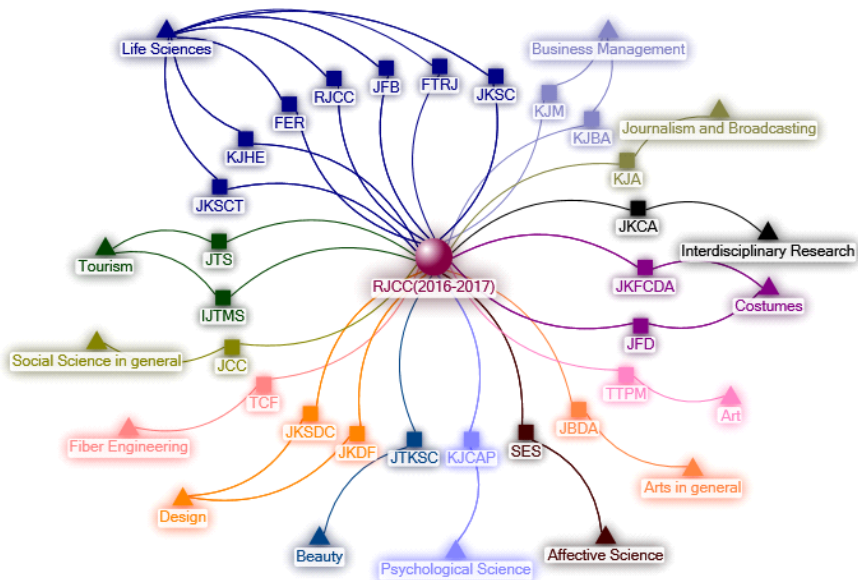 Life Sciences
Business Management
RJCC
JFB
FTRJ
JKSC
KJM
FER
KJBA
Journalism and Broadcasting
KJHE
KJA
JKSCT
JKCA
JTS
Interdisciplinary Research
Tourism
RJCC(2016-2017)
JKFCDA
Costumes
IJTMS
JFD
Social Science in general
JCC
TTPM
TCF
Art
JKSDC
JBDA
Fiber Engineering
JKDF
JTKSC
KJCAP
SES
Arts in general
Design
Beauty
Psychological Science
Affective Science